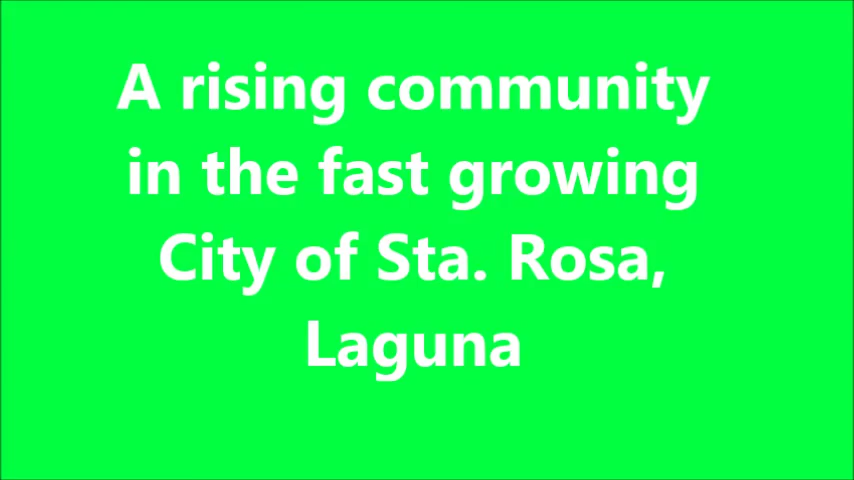 A rising community
in the fast growing
City of Sta. Rosa,
Laguna